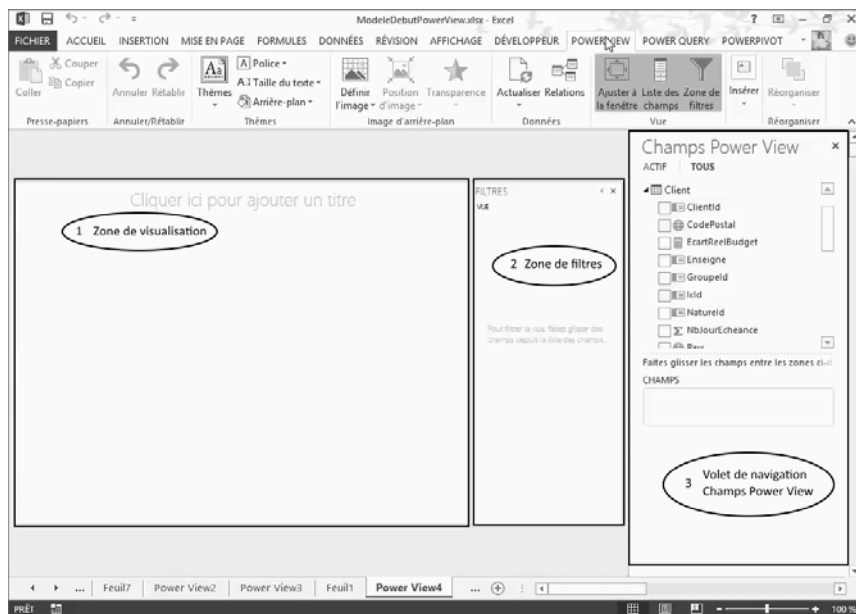 ModeleDebutPowerView.xlsx - Excel
FICHIER ACCUEIL INSERTION MISE EN PAGE FORMULES DONNÉES RÉVISION AFFICHAGE DÉVELOPPEUR POWER VIEW POWER QUERY POWERPIVOT
Coller
Couper
Copier
Presse-papiers
Annuler Rétablir
Annuler/Rétablir
Thèmes
Police
Taille du texte
Arrière-plan
Thèmes
Définir l'image
Position d'image
Transparence
Image d'arrière-plan
Actualiser Relations
Données
Ajuster à la fenêtre
Liste des champs
Zone de filtres
Vue
Insérer
Réorganiser
Réorganiser
Cliquer ici pour ajouter un titre
1 Zone de visualisation
FILTRES
VUE
2 Zone de filtres
Pour filtrer la vue, faites glisser des
champs depuis la liste des champs.
Champs Power View
ACTIF TOUS
Client
ClientId
CodePostal
EcartReelBudget
Enseigne
GroupeId
IcId
NatureId
NbJourEcheance
Pays
Faites glisser les champs entre les zones ci-d
CHAMPS
3 Volet de navigation
Champs Power View
... Feuil7 Power View2 Power View3 Feuil1 Power View4 ...
PRÊT
100 %